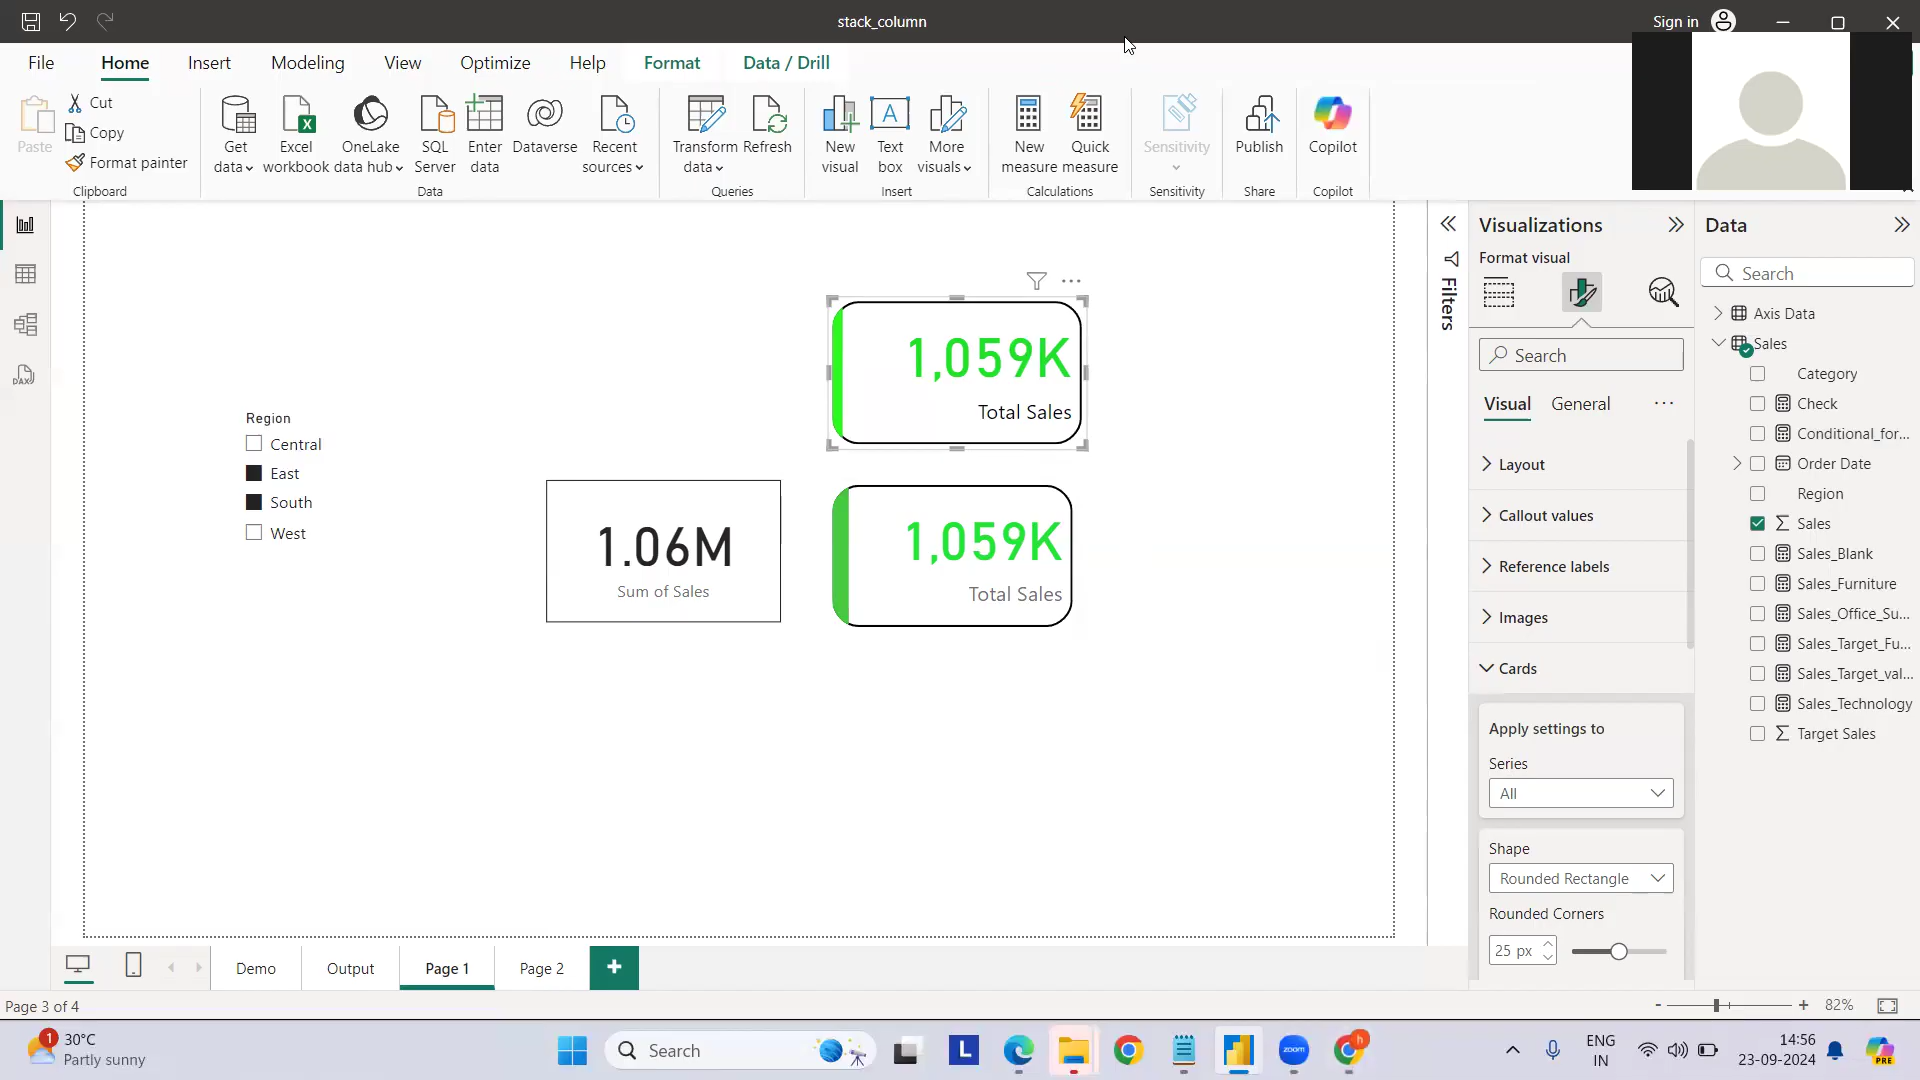 stack_column
Sign in
File Home Insert Modeling View Optimize Help Format Data / Drill
Paste
Cut
Copy
Format painter
Clipboard
Get data
Excel workbook
OneLake data hub
SQL Server
Enter data
Dataverse
Recent sources
Data
Transform data
Refresh
Queries
New visual
Text box
More visuals
Insert
New measure
Quick measure
Calculations
Sensitivity
Sensitivity
Publish
Share
Copilot
Copilot
Region
Central
East
South
West
1,059K
Total Sales
1.06M
Sum of Sales
1,059K
Total Sales
Filters
Visualizations
Format visual
Search
Visual General
Layout
Callout values
Reference labels
Images
Cards
Apply settings to
Series
All
Shape
Rounded Rectangle
Rounded Corners
25 px
Data
Search
Axis Data
Sales
Category
Check
Conditional_for...
Order Date
Region
Sales
Sales_Blank
Sales_Furniture
Sales_Office_Su...
Sales_Target_Fu...
Sales_Target_val...
Sales_Technology
Target Sales
Demo Output Page 1 Page 2
Page 3 of 4
82%
1
30°C
Partly sunny
Search
L
zoom
h
ENG
IN
14:56
23-09-2024
PRE